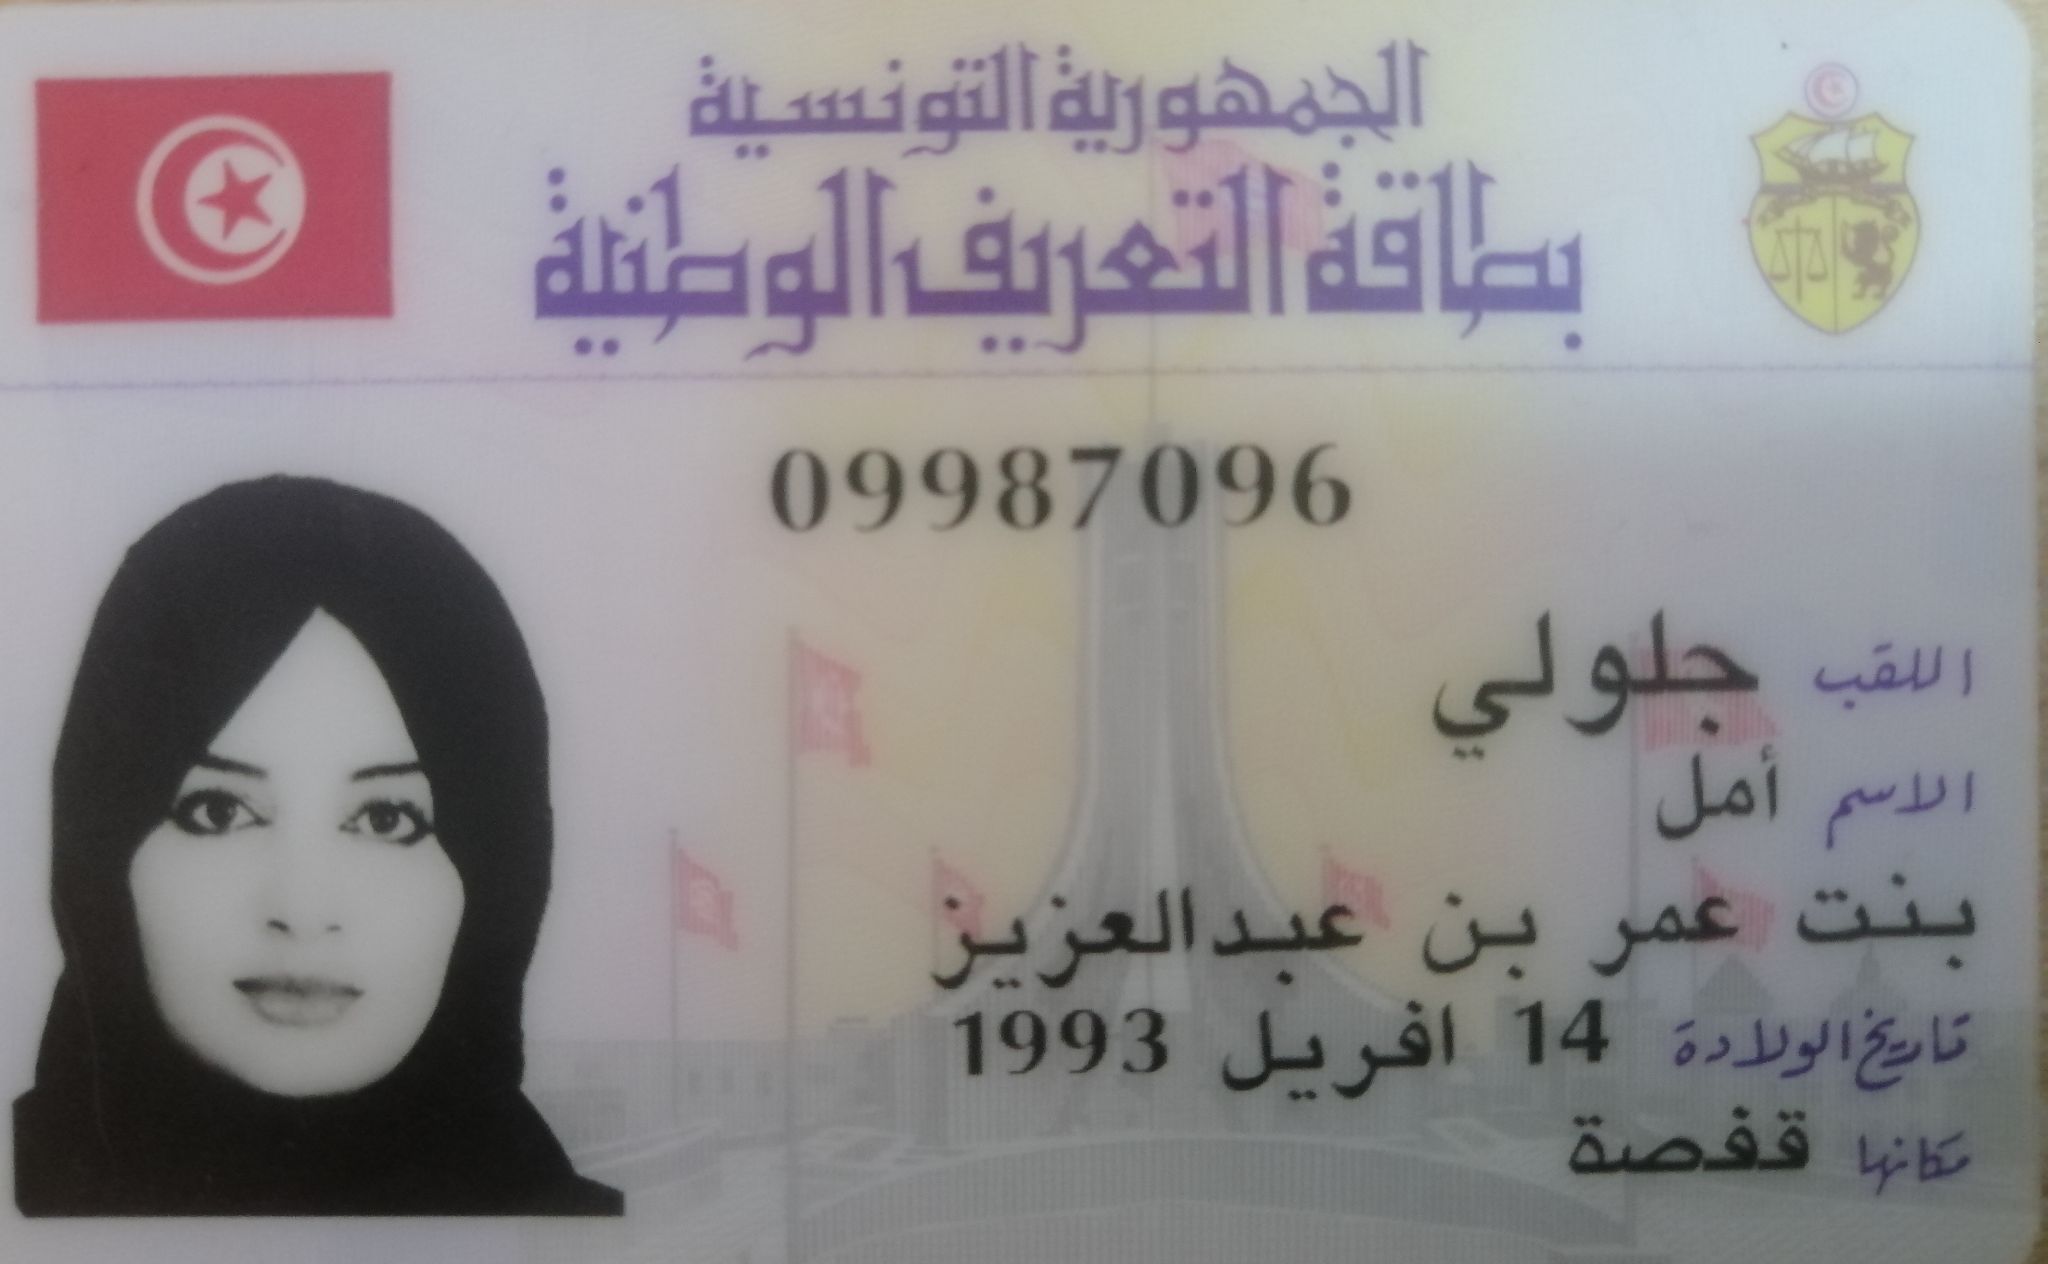 الجمهورية التونسية
بطاقة التعريف الوطنية
09987096
اللقب جلولي
الاسم أمل
بنت عمر بن عبدالعزيز
تاريخ الولادة 14 افريل 1993
مكانها قفصة